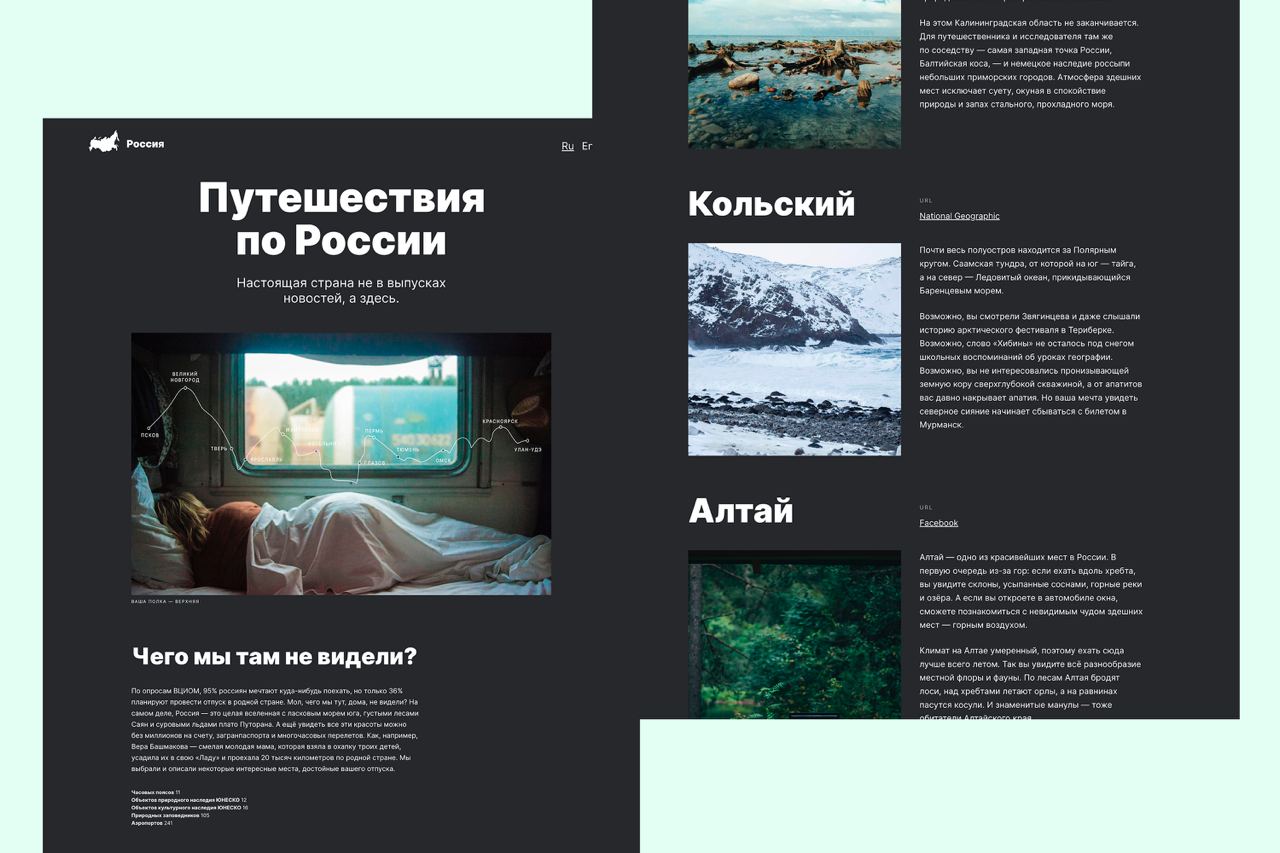 Россия
Ru En
Путешествия
по России
Настоящая страна не в выпусках
новостей, а здесь.
ВЕЛИКИЙ
НОВГОРОД
ПСКОВ
ТВЕРЬ
ЯРОСЛАВЛЬ
ПЕРМЬ
ГЛАЗОВ
ТЮМЕНЬ
ОМСК
КРАСНОЯРСК
УЛАН-УДЭ
ВАША ПОЛКА — ВЕРХНЯЯ
Чего мы там не видели?
По опросам ВЦИОМ, 95% россиян мечтают куда-нибудь поехать, но только 36%
планируют провести отпуск в родной стране. Мол, чего мы тут, дома, не видели? На
самом деле, Россия — это целая вселенная с ласковым морем юга, густыми лесами
Саян и суровыми льдами плато Путорана. А ещё увидеть все эти красоты можно
без миллионов на счету, загранпаспорта и многочасовых перелетов. Как, например,
Вера Башмакова — смелая молодая мама, которая взяла в охапку троих детей,
усадила их в свою «Ладу» и проехала 20 тысяч километров по родной стране. Мы
выбрали и описали некоторые интересные места, достойные вашего отпуска.
Часовых поясов 11
Объектов природного наследия ЮНЕСКО 12
Объектов культурного наследия ЮНЕСКО 16
Природных заповедников 105
Аэропортов 241
На этом Калининградская область не заканчивается.
Для путешественника и исследователя там же
по соседству — самая западная точка России,
Балтийская коса, — и немецкое наследие россыпи
небольших приморских городов. Атмосфера здешних
мест исключает суету, окуная в спокойствие
природы и запах стального, прохладного моря.
Кольский
URL
National Geographic
Почти весь полуостров находится за Полярным
кругом. Саамская тундра, от которой на юг — тайга,
а на север — Ледовитый океан, прикидывающийся
Баренцевым морем.
Возможно, вы смотрели Звягинцева и даже слышали
историю арктического фестиваля в Териберке.
Возможно, слово «Хибины» не осталось под снегом
школьных воспоминаний об уроках географии.
Возможно, вы не интересовались пронизывающей
земную кору сверхглубокой скважиной, а от апатитов
вас давно накрывает апатия. Но ваша мечта увидеть
северное сияние начинает сбываться с билетом в
Мурманск.
Алтай
URL
Facebook
Алтай — одно из красивейших мест в России. В
первую очередь из-за гор: если ехать вдоль хребта,
вы увидите склоны, усыпанные соснами, горные реки
и озёра. А если вы откроете в автомобиле окна,
сможете познакомиться с невидимым чудом здешних
мест — горным воздухом.
Климат на Алтае умеренный, поэтому ехать сюда
лучше всего летом. Так вы увидите всё разнообразие
местной флоры и фауны. По лесам Алтая бродят
лоси, над хребтами летают орлы, а на равнинах
пасутся косули. И знаменитые манулы — тоже
обитатели Алтайского края.